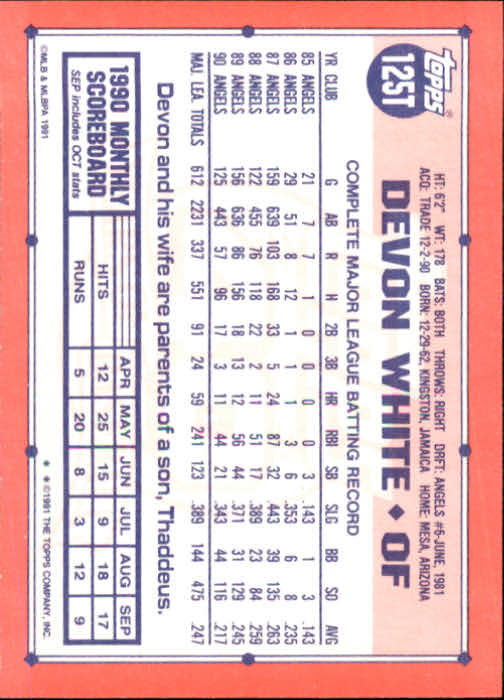 topps®
125T
DEVON WHITE ◆ OF
HT: 6'2" WT: 178 BATS: BOTH THROWS: RIGHT DRFT: ANGELS #6-JUNE, 1981
ACQ: TRADE 12-2-90 BORN: 12-29-62, KINGSTON, JAMAICA HOME: MESA, ARIZONA
COMPLETE MAJOR LEAGUE BATTING RECORD
YR CLUB G AB R H 2B 3B HR RBI SB SLG BB SO AVG
85 ANGELS 21 7 7 1 0 0 0 0 3 .143 1 3 .143
86 ANGELS 29 51 8 12 1 1 1 3 6 .353 6 8 .235
87 ANGELS 159 639 103 168 33 5 24 87 32 .443 39 135 .263
88 ANGELS 122 455 76 118 22 2 11 51 17 .389 23 84 .259
89 ANGELS 156 636 86 156 18 13 12 56 44 .371 31 129 .245
90 ANGELS 125 443 57 96 17 3 11 44 21 .343 44 116 .217
MAJ. LEA. TOTALS 612 2231 337 551 91 24 59 241 123 .389 144 475 .247
Devon and his wife are parents of a son, Thaddeus.
1990 MONTHLY SCOREBOARD
SEP includes OCT stats
APR MAY JUN JUL AUG SEP
HITS 12 25 15 9 18 17
RUNS 5 20 8 3 12 9
©MLB & MLBPA 1991
* *©1991 THE TOPPS COMPANY, INC.